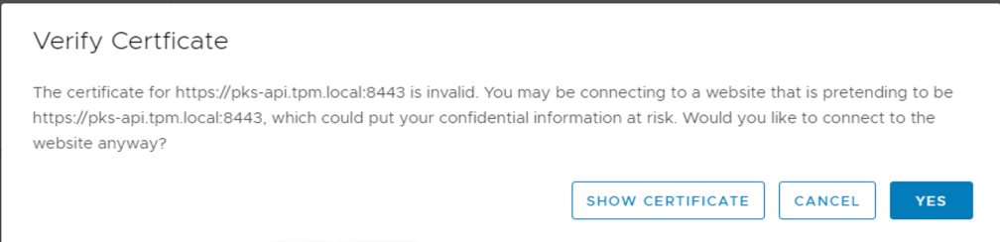 Verify Certficate
The certificate for https://pks-api.tpm.local:8443 is invalid. You may be connecting to a website that is pretending to be
https://pks-api.tpm.local:8443, which could put your confidential information at risk. Would you like to connect to the
website anyway?
SHOW CERTIFICATE CANCEL YES